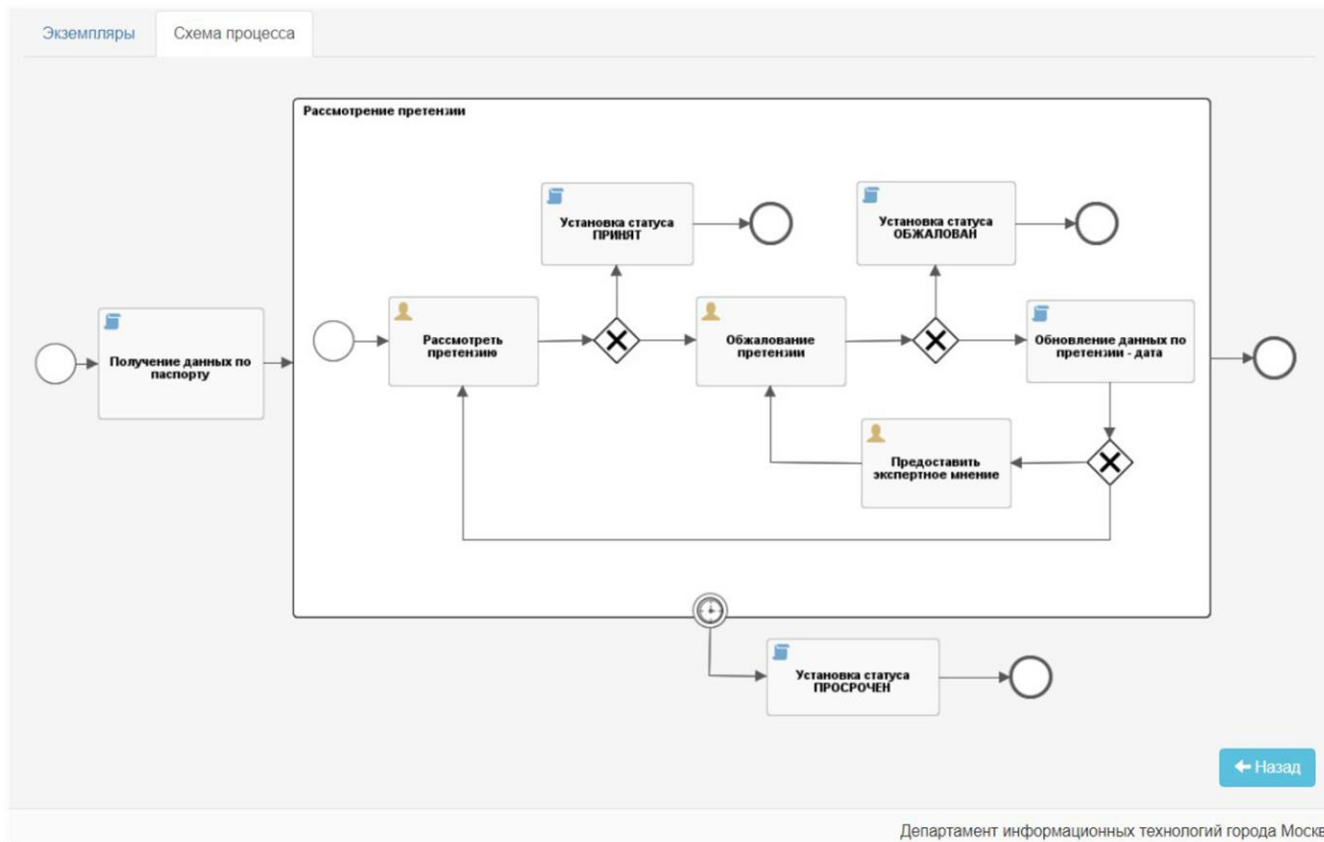 Экземпляры
Схема процесса
Рассмотрение претензии
Установка статуса
ПРИНЯТ
Установка статуса
ОБЖАЛОВАН
Получение данных по
паспорту
Рассмотреть
претензию
Обжалование
претензии
Обновление данных по
претензии - дата
Предоставить
экспертное мнение
Установка статуса
ПРОСРОЧЕН
Назад
Департамент информационных технологий города Москв